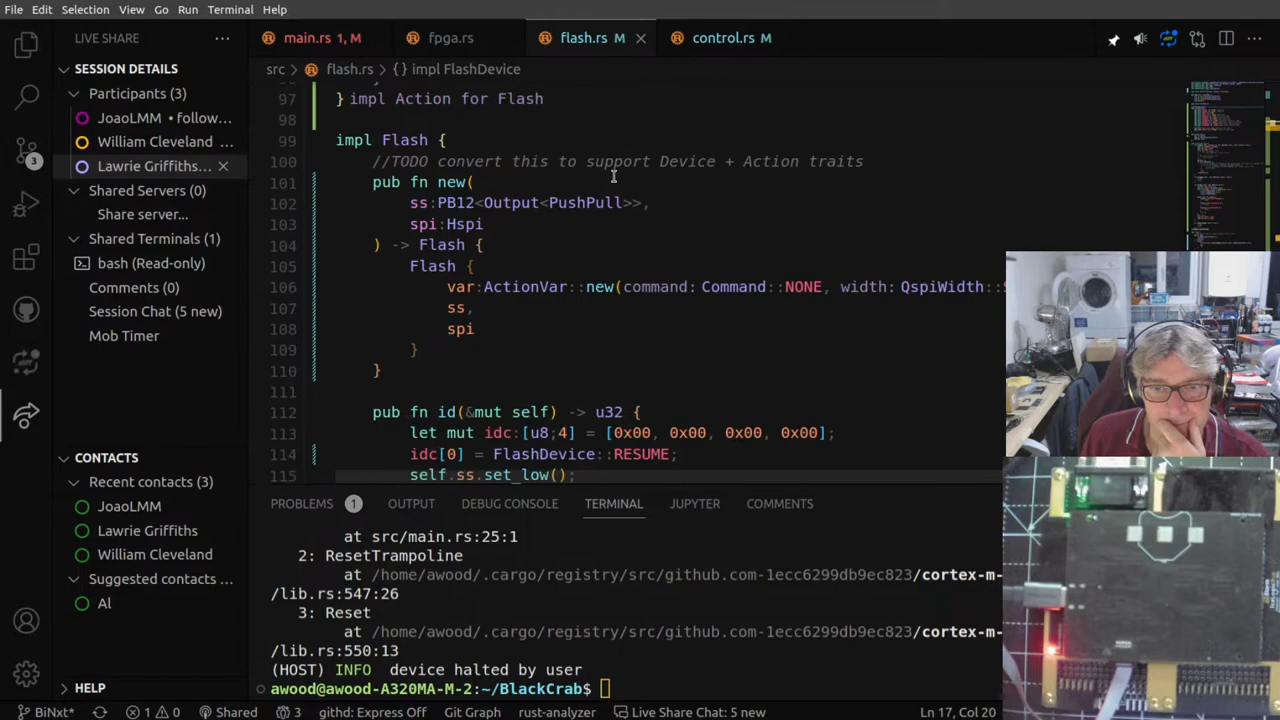 File Edit Selection View Go Run Terminal Help
LIVE SHARE ···
main.rs 1, M fpga.rs flash.rs M control.rs M
src > flash.rs > {} impl FlashDevice
SESSION DETAILS
Participants (3)
JoaoLMM • follow...
William Cleveland ...
Lawrie Griffiths...
Shared Servers (0)
Share server...
Shared Terminals (1)
bash (Read-only)
Comments (0)
Session Chat (5 new)
Mob Timer
3
CONTACTS
Recent contacts (3)
JoaoLMM
Lawrie Griffiths
William Cleveland
Suggested contacts ...
Al
HELP
97 } impl Action for Flash
98
99 impl Flash {
100 //TODO convert this to support Device + Action traits
101 pub fn new(
102 ss:PB12<Output<PushPull>>,
103 spi:Hspi
104 ) -> Flash {
105 Flash {
106 var:ActionVar::new(command:Command::NONE, width:QspiWidth::
107 ss,
108 spi
109 }
110 }
111
112 pub fn id(&mut self) -> u32 {
113 let mut idc:[u8;4] = [0x00, 0x00, 0x00, 0x00];
114 idc[0] = FlashDevice::RESUME;
115 self.ss.set_low();
PROBLEMS 1 OUTPUT DEBUG CONSOLE TERMINAL JUPYTER COMMENTS
at src/main.rs:25:1
2: ResetTrampoline
at /home/awood/.cargo/registry/src/github.com-1ecc6299db9ec823/cortex-m-
/lib.rs:547:26
3: Reset
at /home/awood/.cargo/registry/src/github.com-1ecc6299db9ec823/cortex-m-
/lib.rs:550:13
(HOST) INFO device halted by user
awood@awood-A320MA-M-2:~/BlackCrab$
BiNxt* 1 0 Shared 3 githd: Express Off Git Graph rust-analyzer Live Share Chat: 5 new Ln 17, Col 20